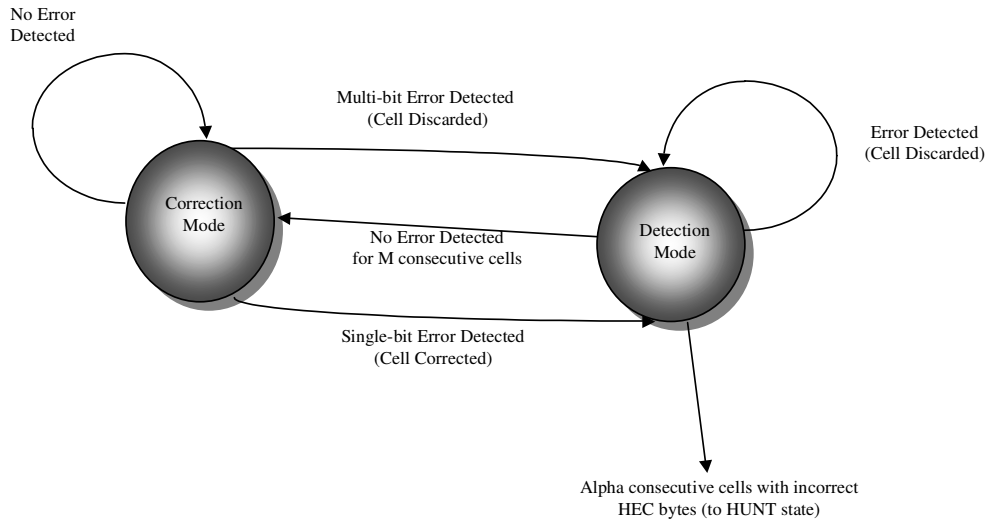 No Error
Detected
Multi-bit Error Detected
(Cell Discarded)
Error Detected
(Cell Discarded)
Correction
Mode
Detection
Mode
No Error Detected
for M consecutive cells
Single-bit Error Detected
(Cell Corrected)
Alpha consecutive cells with incorrect
HEC bytes (to HUNT state)